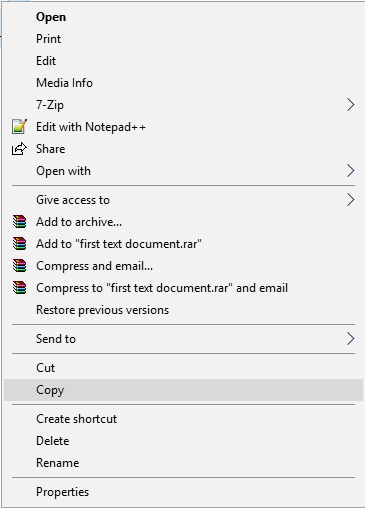 Open
Print
Edit
Media Info
7-Zip
Edit with Notepad++
Share
Open with
Give access to
Add to archive...
Add to "first text document.rar"
Compress and email...
Compress to "first text document.rar" and email
Restore previous versions
Send to
Cut
Copy
Create shortcut
Delete
Rename
Properties